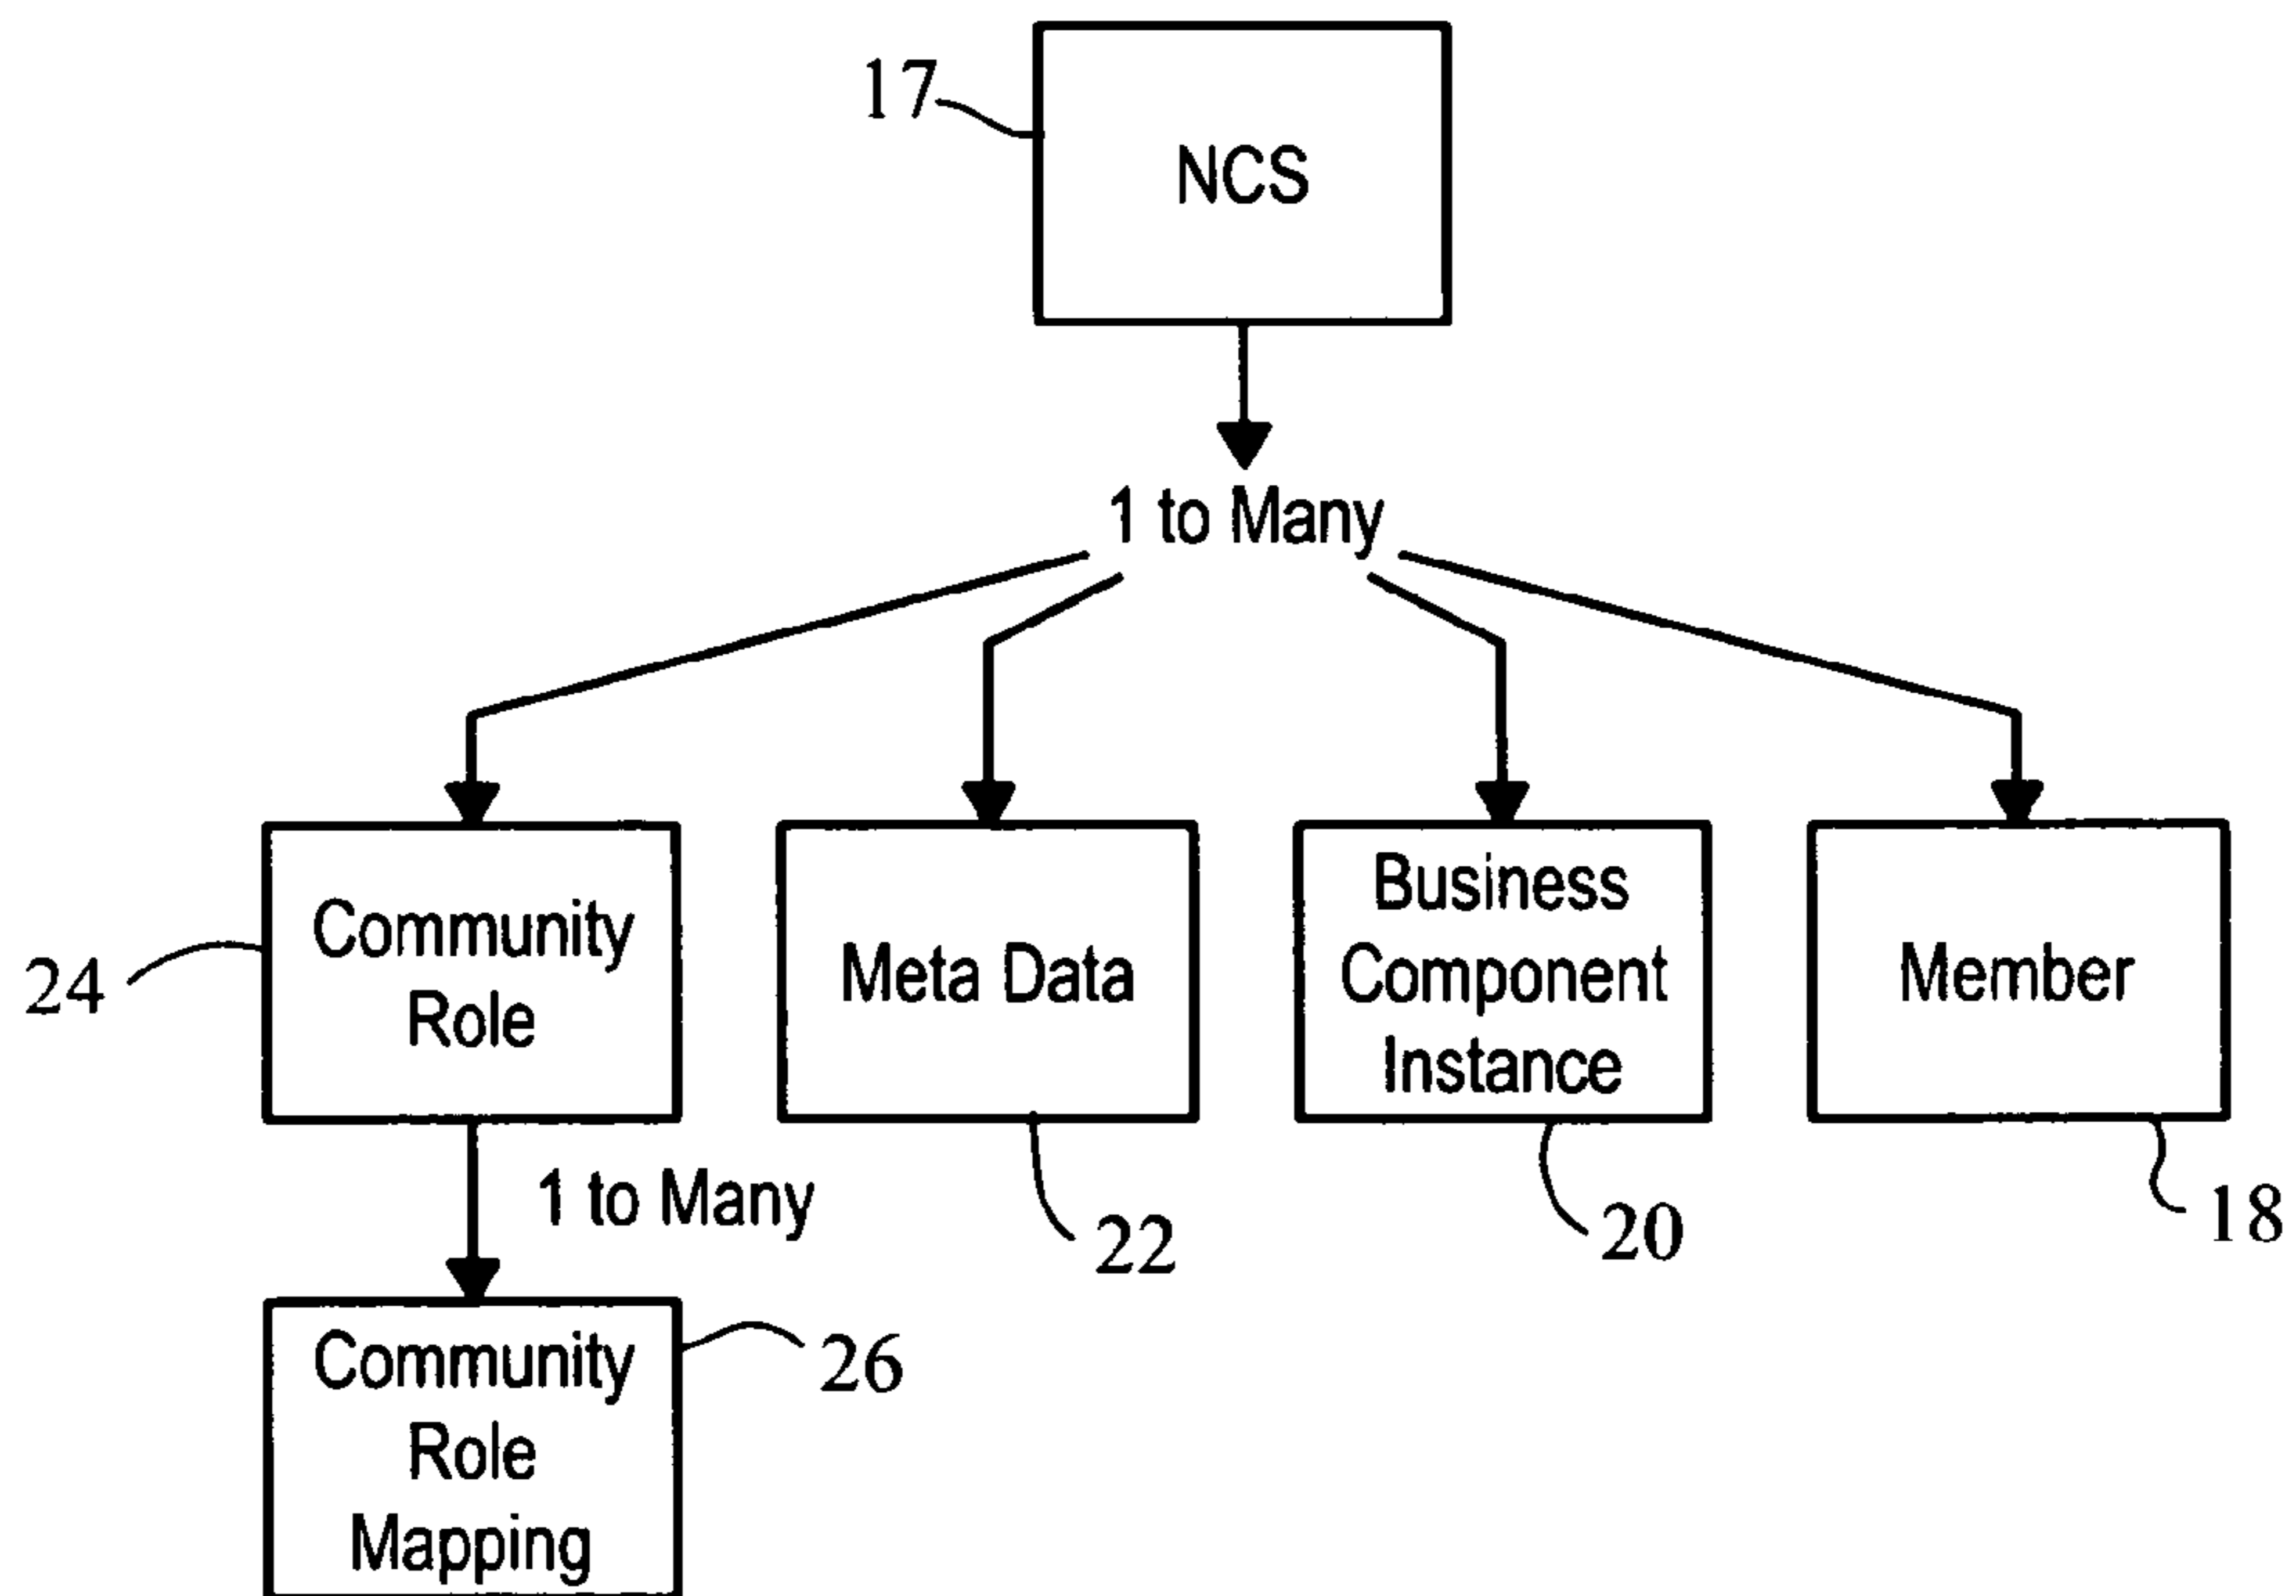 17
NCS
1 to Many
Community
Role
24
Meta Data
22
Business
Component
Instance
20
Member
18
1 to Many
Community
Role
Mapping
26